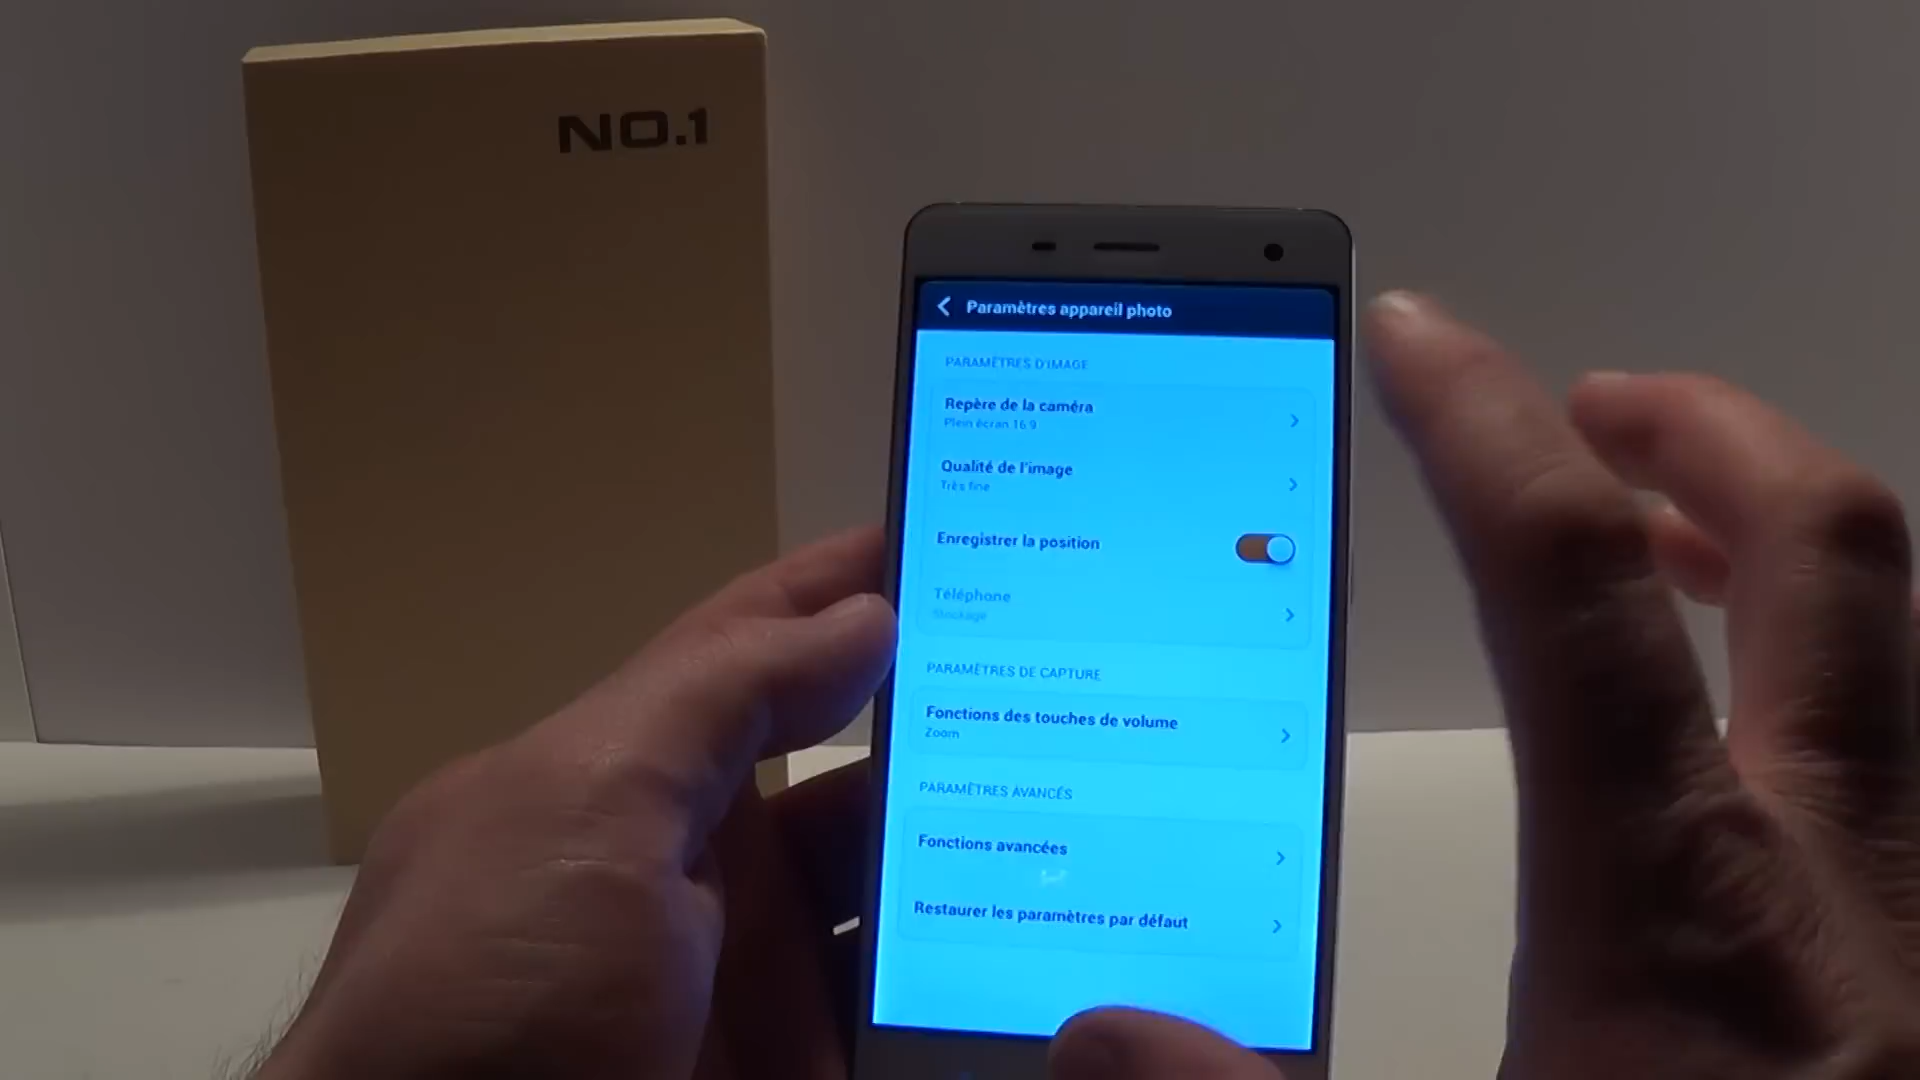 NO.1
Paramètres appareil photo
PARAMÈTRES D'IMAGE
Repère de la caméra
Plein écran 16:9
Qualité de l'image
Très fine
Enregistrer la position
Téléphone
Stockage
PARAMÈTRES DE CAPTURE
Fonctions des touches de volume
Zoom
PARAMÈTRES AVANCÉS
Fonctions avancées
Restaurer les paramètres par défaut